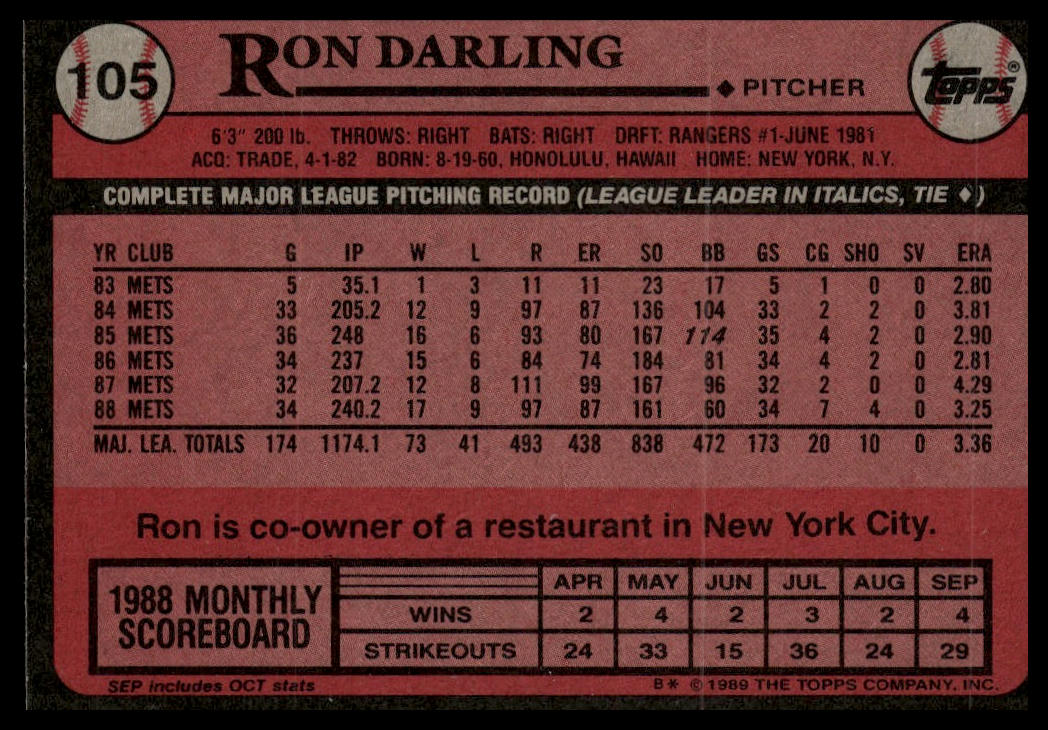 105
RON DARLING
◆ PITCHER
TOPPS®
6'3" 200 lb. THROWS: RIGHT BATS: RIGHT DRFT: RANGERS #1-JUNE 1981
ACQ: TRADE, 4-1-82 BORN: 8-19-60, HONOLULU, HAWAII HOME: NEW YORK, N.Y.
COMPLETE MAJOR LEAGUE PITCHING RECORD (LEAGUE LEADER IN ITALICS, TIE ♦)
YR CLUB G IP W L R ER SO BB GS CG SHO SV ERA
83 METS 5 35.1 1 3 11 11 23 17 5 1 0 0 2.80
84 METS 33 205.2 12 9 97 87 136 104 33 2 2 0 3.81
85 METS 36 248 16 6 93 80 167 114 35 4 2 0 2.90
86 METS 34 237 15 6 84 74 184 81 34 4 2 0 2.81
87 METS 32 207.2 12 8 111 99 167 96 32 2 0 0 4.29
88 METS 34 240.2 17 9 97 87 161 60 34 7 4 0 3.25
MAJ. LEA. TOTALS 174 1174.1 73 41 493 438 838 472 173 20 10 0 3.36
Ron is co-owner of a restaurant in New York City.
1988 MONTHLY
SCOREBOARD
APR MAY JUN JUL AUG SEP
WINS 2 4 2 3 2 4
STRIKEOUTS 24 33 15 36 24 29
SEP includes OCT stats
B* © 1989 THE TOPPS COMPANY, INC.